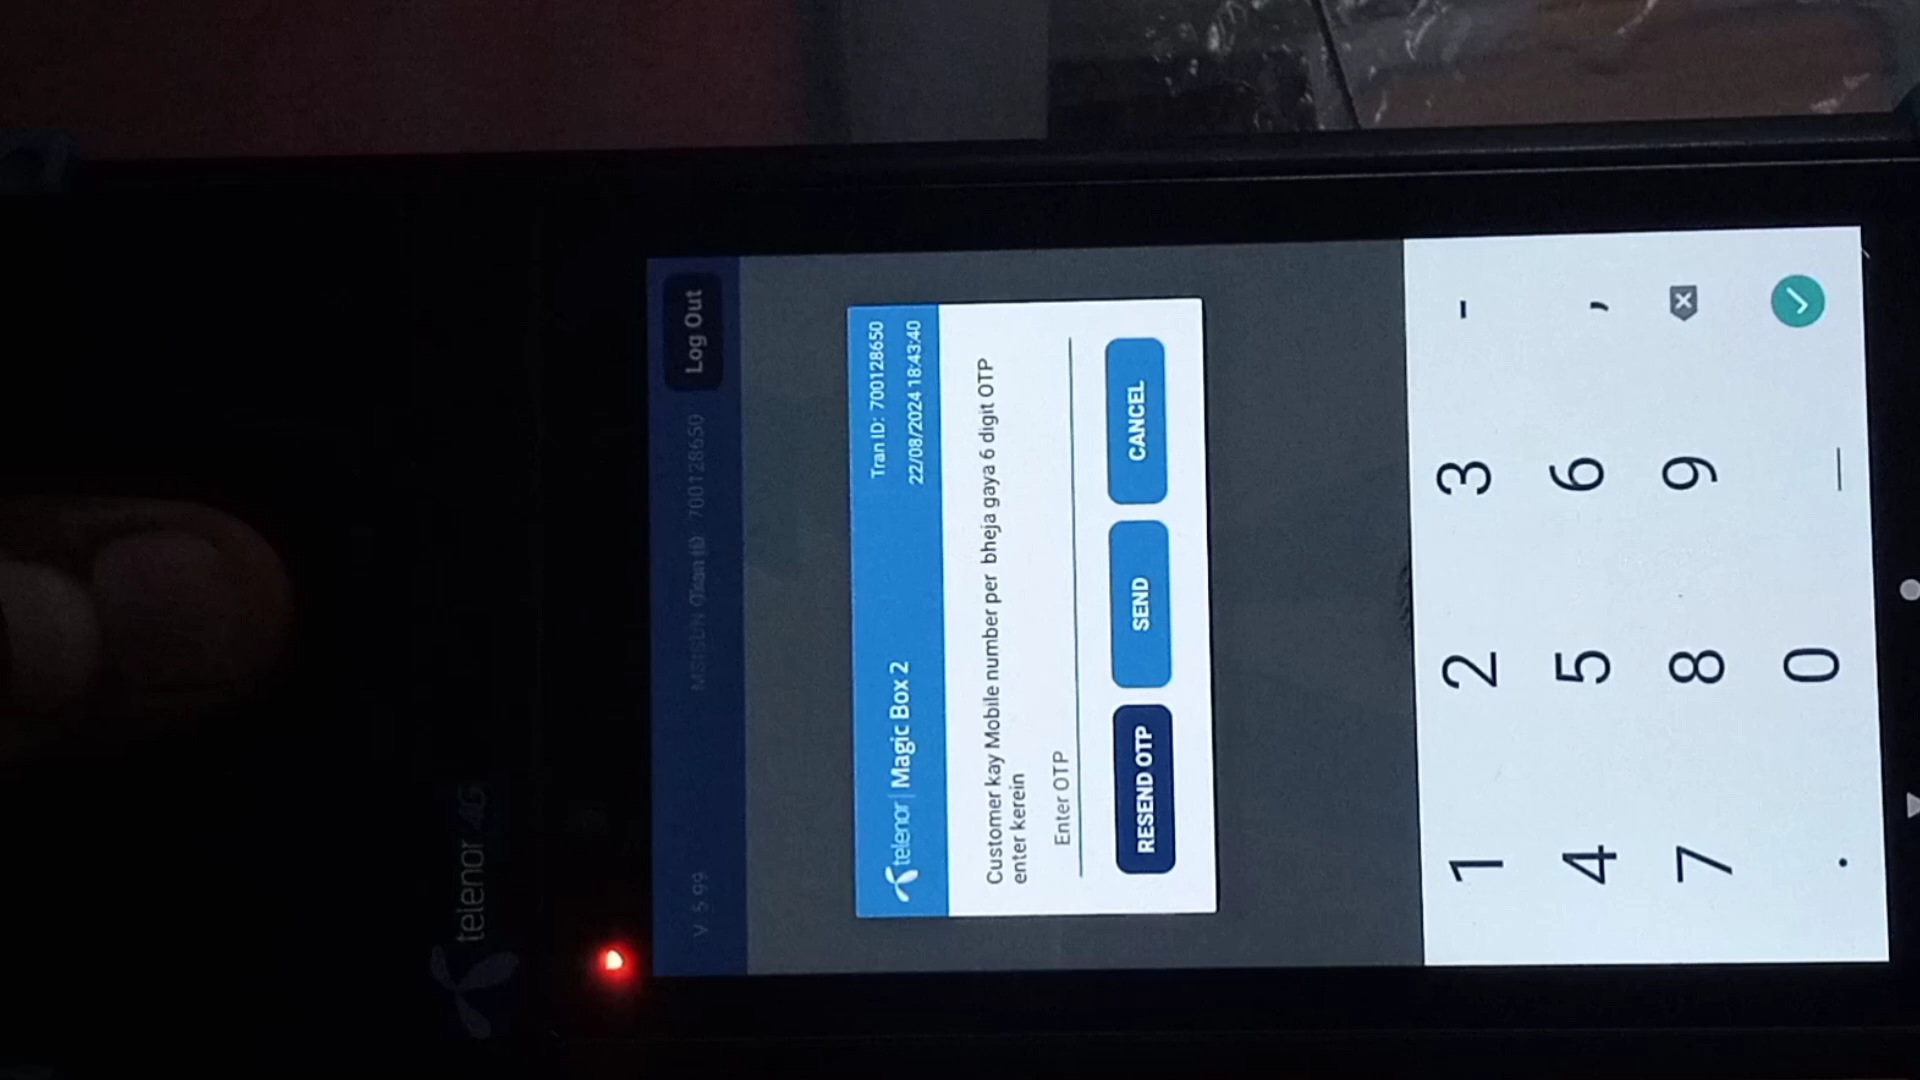 telenor 4G
V 5.99 MSISDN (Tran ID 700128650 Log Out
telenor | Magic Box 2
Tran ID: 700128650
22/08/2024 18:43:40
Customer kay Mobile number per bheja gaya 6 digit OTP
enter kerein
Enter OTP
RESEND OTP SEND CANCEL
1 2 3 -
4 5 6 ,
7 8 9
. 0 _